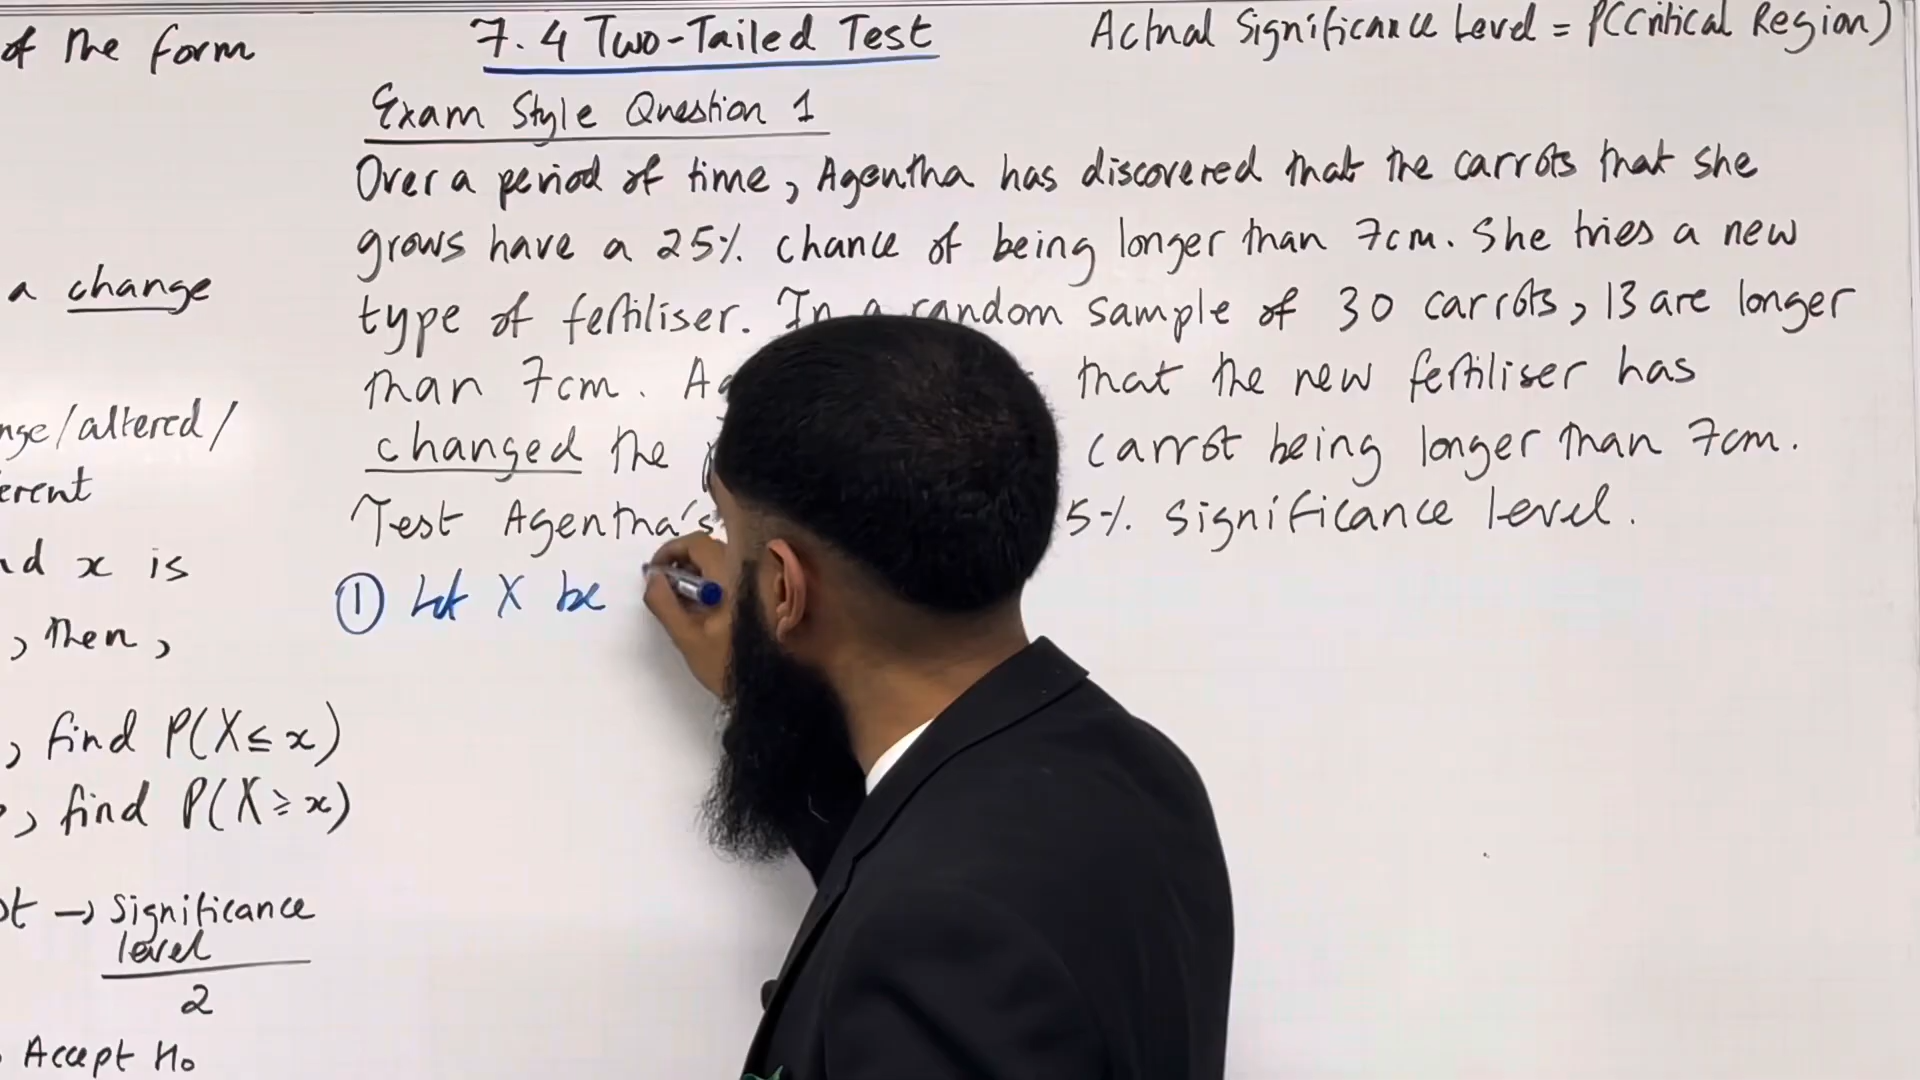 of the form
a change
nge/altered/
erent
nd x is
, then,
, find P(X≤x)
, find P(X≥x)
→ Significance
level
2
Accept H₀
7.4 Two-Tailed Test
Actual Significance Level = P(Critical Region)
Exam Style Question 1
Over a period of time, Agentha has discovered that the carrots that she
grows have a 25% chance of being longer than 7cm. She tries a new
type of fertiliser. In a random sample of 30 carrots, 13 are longer
than 7cm. that the new fertiliser has
changed the carrot being longer than 7cm.
Test Agentha's 5% significance level.
① Let X be